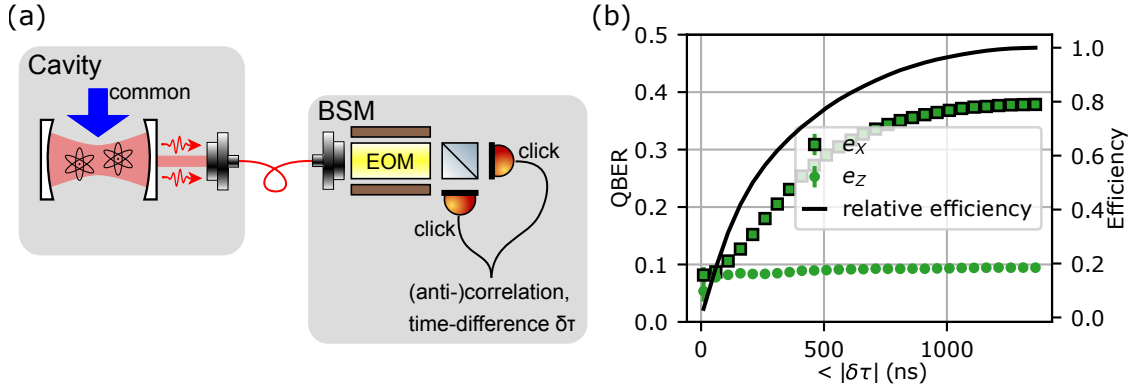 (a)
Cavity
common
BSM
EOM
click
click
(anti-)correlation,
time-difference δτ
(b)
QBER
0.5
0.4
0.3
0.2
0.1
0.0
e_X
e_Z
relative efficiency
1.0
0.8
0.6
0.4
0.2
0.0
Efficiency
0
500
1000
< |δτ| (ns)